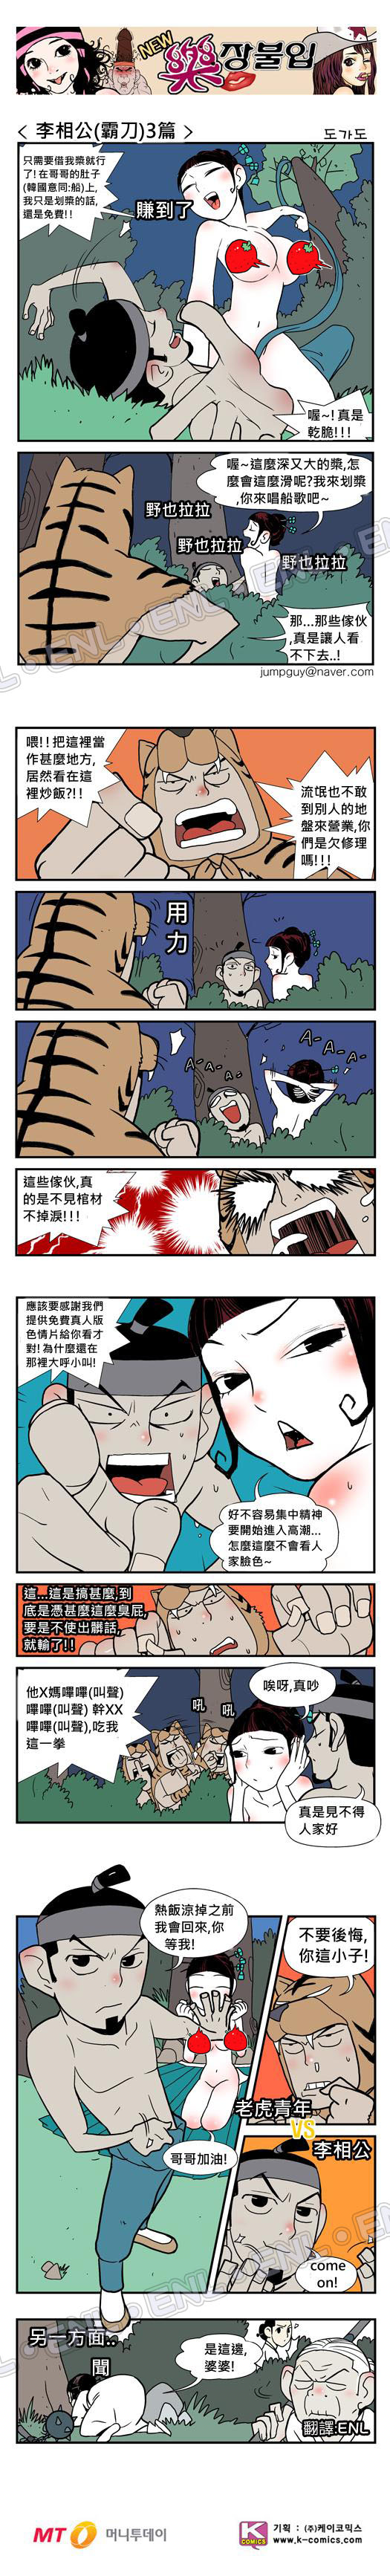 NEW
樂장불입
< 李相公(霸刀)3篇 >
도가도
只需要借我槳就行
了!在哥哥的肚子
(韓國意同:船)上,
我只是划槳的話,
還是免費!!
賺到了
喔~!真是
乾脆!!!
喔~這麼深又大的槳,怎
麼會這麼滑呢?我來划槳
,你來唱船歌吧~
野也拉拉
野也拉拉
野也拉拉
那...那些傢伙
,真是讓人看
不下去..!
jumpguy@naver.com
喂!!把這裡當
作甚麼地方,
居然看在這
裡炒飯?!!
流氓也不敢
到別人的地
盤來營業,你
們是欠修理
嗎!!!
用
力
A-A-A-
A-A-A-
這些傢伙,真
的是不見棺材
不掉淚!!!
應該要感謝我們
提供免費真人版
色情片給你看才
對!為什麼還在
那裡大呼小叫!
好不容易集中精神
要開始進入高潮...
怎麼這麼不會看人
家臉色~
這...這是搞甚麼,到
底是憑甚麼這麼臭屁,
要是不使出髒話,
就輸了!!
他X媽嗶嗶(叫聲)
嗶嗶(叫聲) 幹XX
嗶嗶(叫聲),吃我
這一拳
吼
吼
唉呀,真吵
真是見不得
人家好
熱飯涼掉之前
我會回來,你
等我!
不要後悔,
你這小子!
老虎青年
VS
李相公
哥哥加油!
come
on!
另一方面..
聞
是這邊,
婆婆!
翻譯:ENL
MT 머니투데이
K COMICS
기획 : (주)케이코믹스
www.k-comics.com